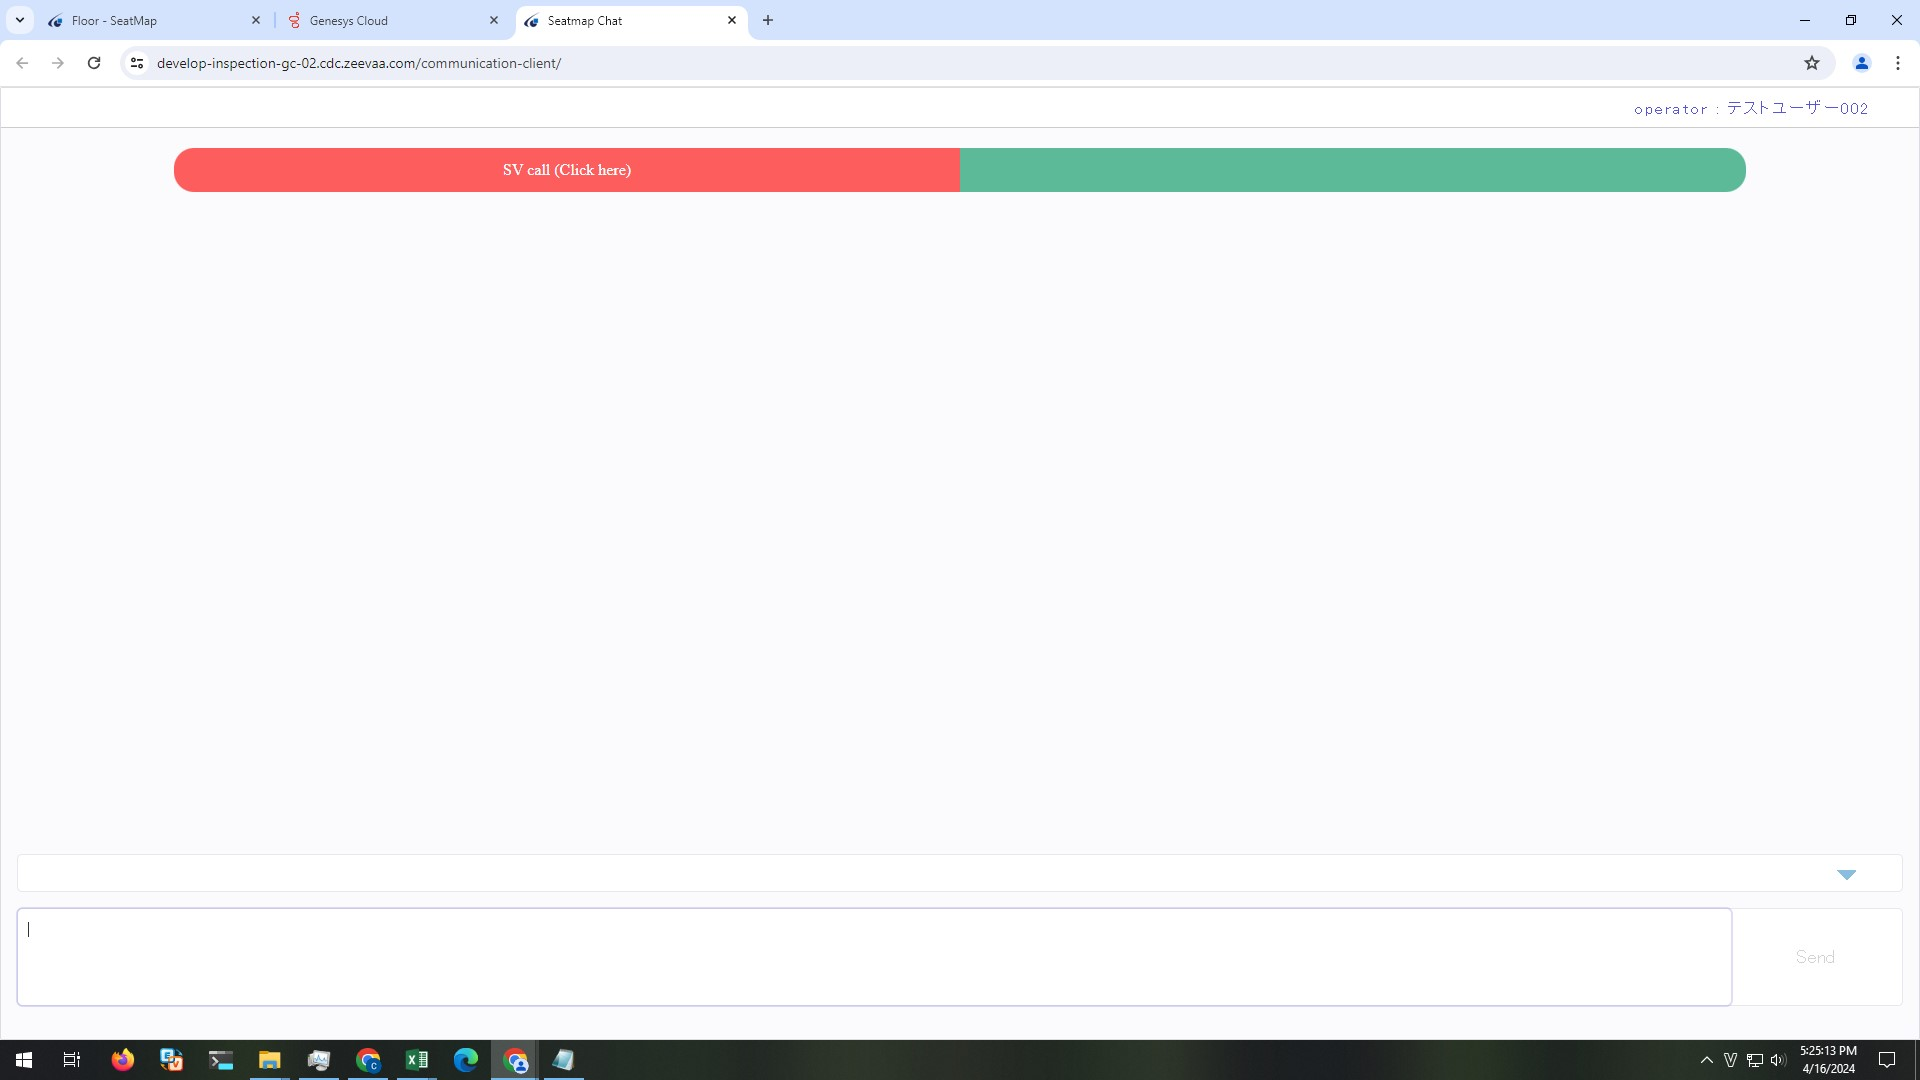 Floor - SeatMap
Genesys Cloud
Seatmap Chat
develop-inspection-gc-02.cdc.zeevaa.com/communication-client/
operator : テストユーザー002
SV call (Click here)
Send
5:25:13 PM
4/16/2024